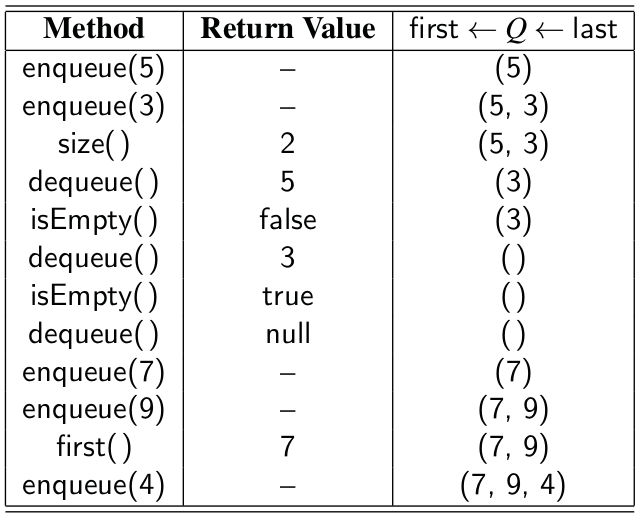 Method Return Value first ← Q ← last
enqueue(5) – (5)
enqueue(3) – (5, 3)
size() 2 (5, 3)
dequeue() 5 (3)
isEmpty() false (3)
dequeue() 3 ()
isEmpty() true ()
dequeue() null ()
enqueue(7) – (7)
enqueue(9) – (7, 9)
first() 7 (7, 9)
enqueue(4) – (7, 9, 4)